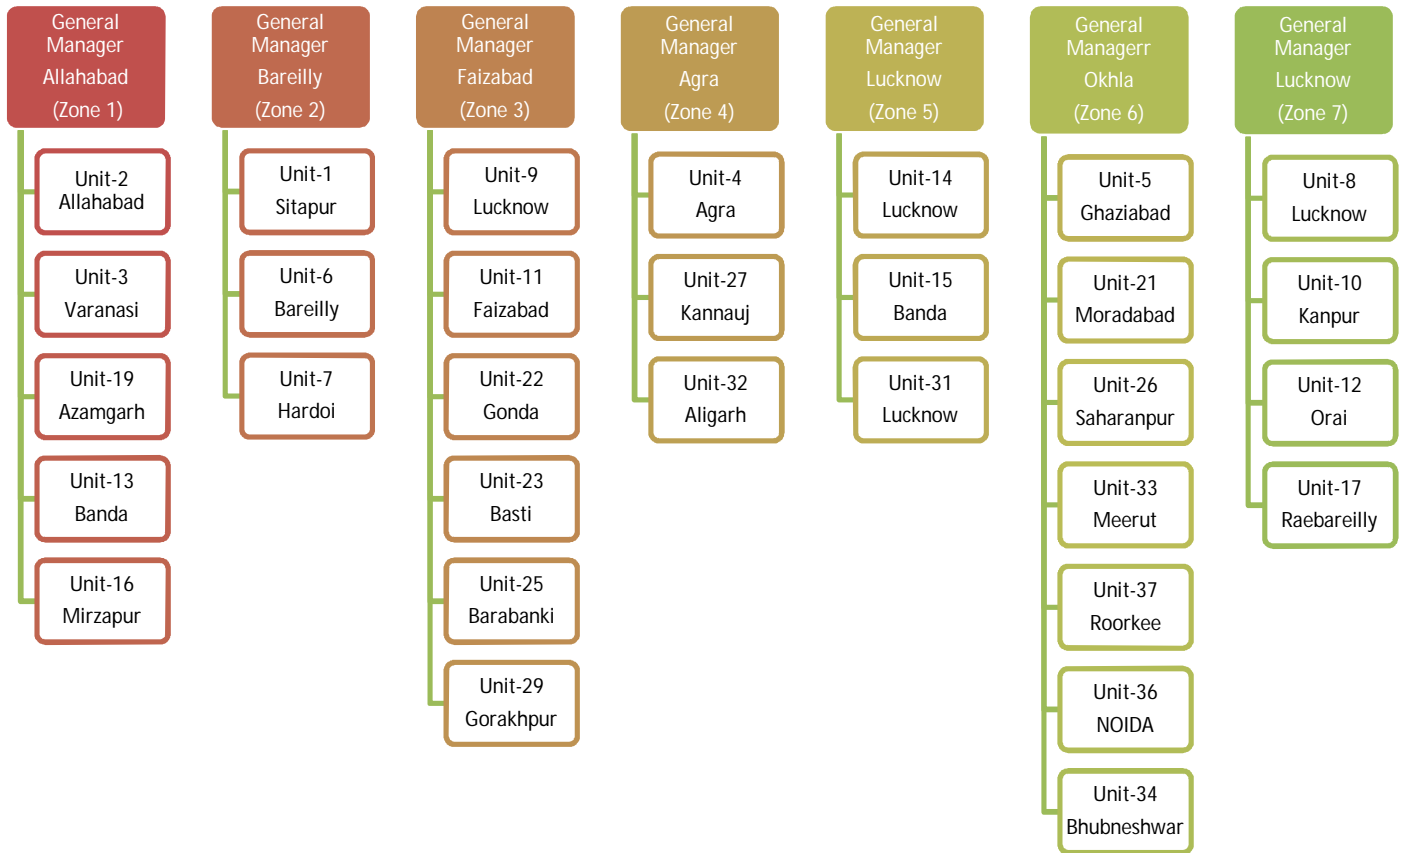 General
Manager
Allahabad
(Zone 1)
Unit-2
Allahabad
Unit-3
Varanasi
Unit-19
Azamgarh
Unit-13
Banda
Unit-16
Mirzapur
General
Manager
Bareilly
(Zone 2)
Unit-1
Sitapur
Unit-6
Bareilly
Unit-7
Hardoi
General
Manager
Faizabad
(Zone 3)
Unit-9
Lucknow
Unit-11
Faizabad
Unit-22
Gonda
Unit-23
Basti
Unit-25
Barabanki
Unit-29
Gorakhpur
General
Manager
Agra
(Zone 4)
Unit-4
Agra
Unit-27
Kannauj
Unit-32
Aligarh
General
Manager
Lucknow
(Zone 5)
Unit-14
Lucknow
Unit-15
Banda
Unit-31
Lucknow
General
Managerr
Okhla
(Zone 6)
Unit-5
Ghaziabad
Unit-21
Moradabad
Unit-26
Saharanpur
Unit-33
Meerut
Unit-37
Roorkee
Unit-36
NOIDA
Unit-34
Bhubneshwar
General
Manager
Lucknow
(Zone 7)
Unit-8
Lucknow
Unit-10
Kanpur
Unit-12
Orai
Unit-17
Raebareilly